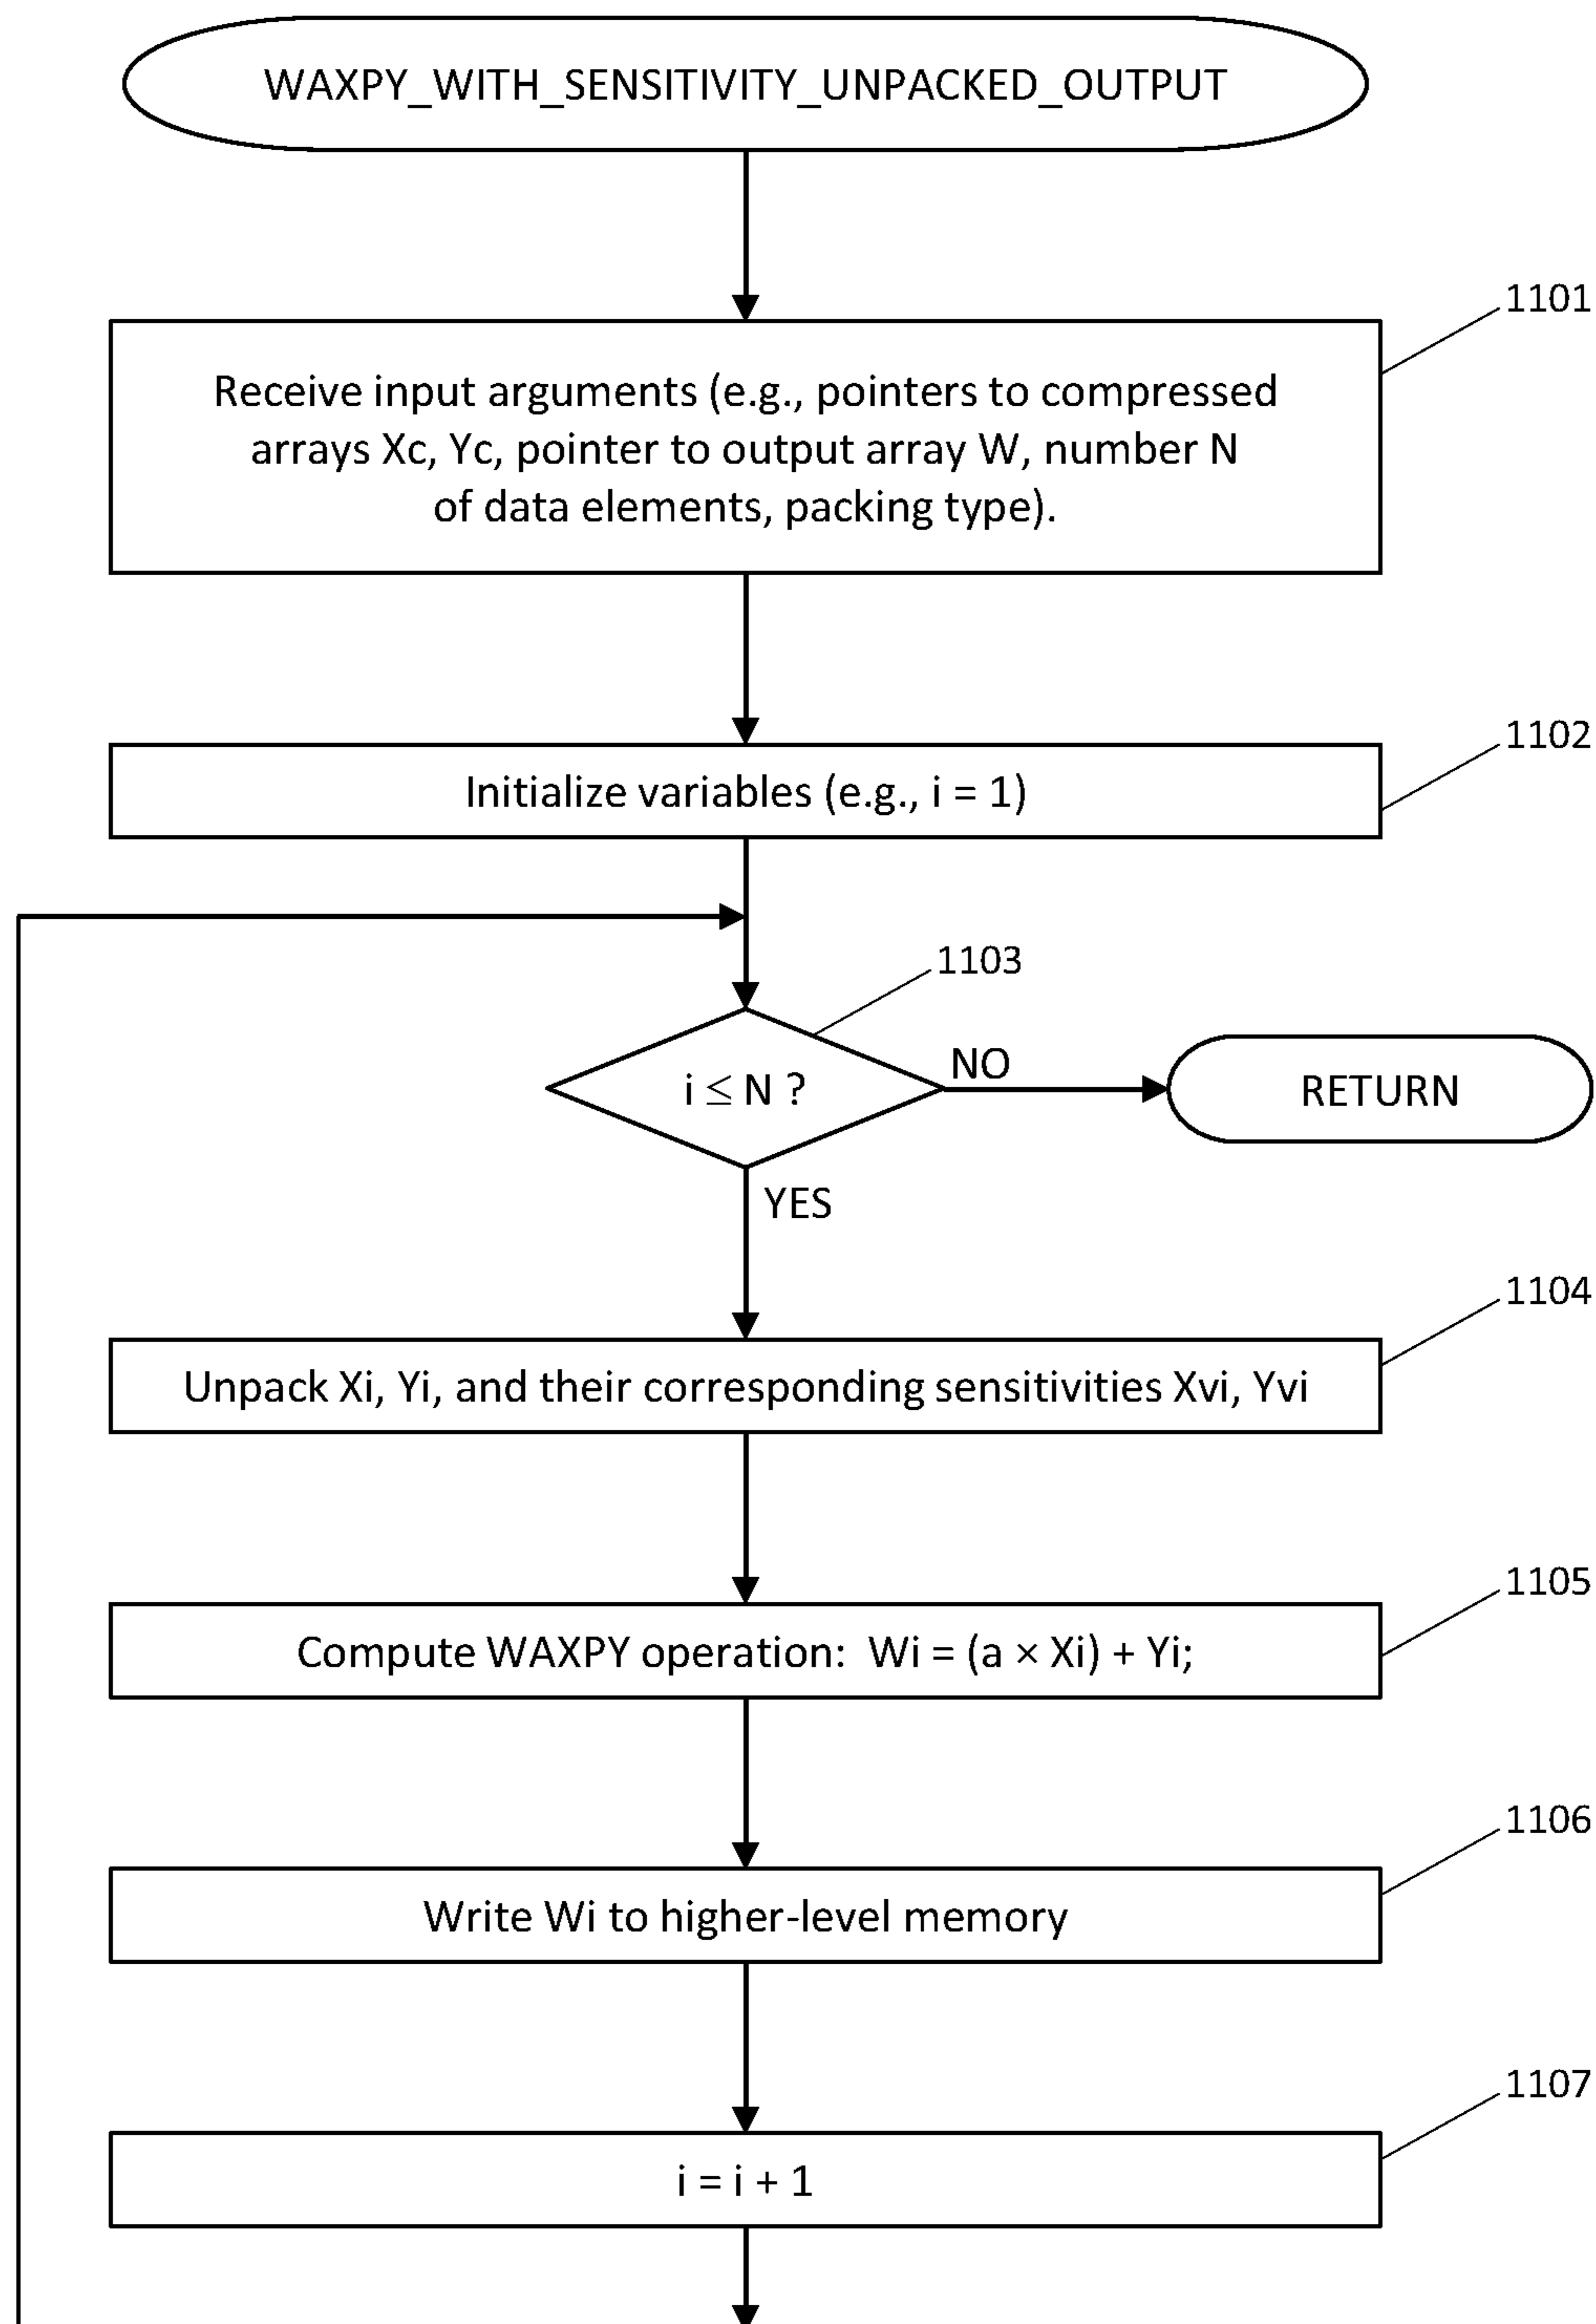 WAXPY_WITH_SENSITIVITY_UNPACKED_OUTPUT
1101
Receive input arguments (e.g., pointers to compressed
arrays Xc, Yc, pointer to output array W, number N
of data elements, packing type).
1102
Initialize variables (e.g., i = 1)
1103
i ≤ N ?
NO
RETURN
YES
1104
Unpack Xi, Yi, and their corresponding sensitivities Xvi, Yvi
1105
Compute WAXPY operation: Wi = (a × Xi) + Yi;
1106
Write Wi to higher-level memory
1107
i = i + 1